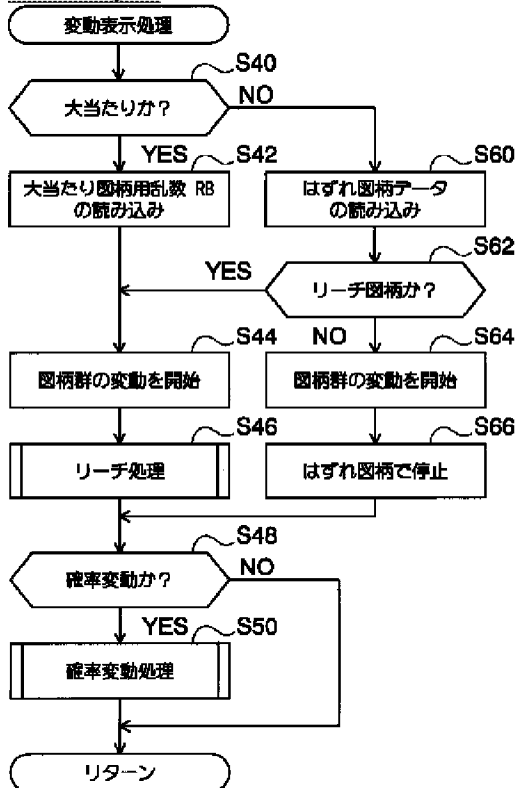 変動表示処理
S40
大当たりか？
NO
YES
S42
S60
大当たり図柄用乱数 RB
の読み込み
はずれ図柄データ
の読み込み
S62
YES
リーチ図柄か？
S44
NO
S64
図柄群の変動を開始
図柄群の変動を開始
S46
S66
リーチ処理
はずれ図柄で停止
S48
確率変動か？
NO
YES
S50
確率変動処理
リターン